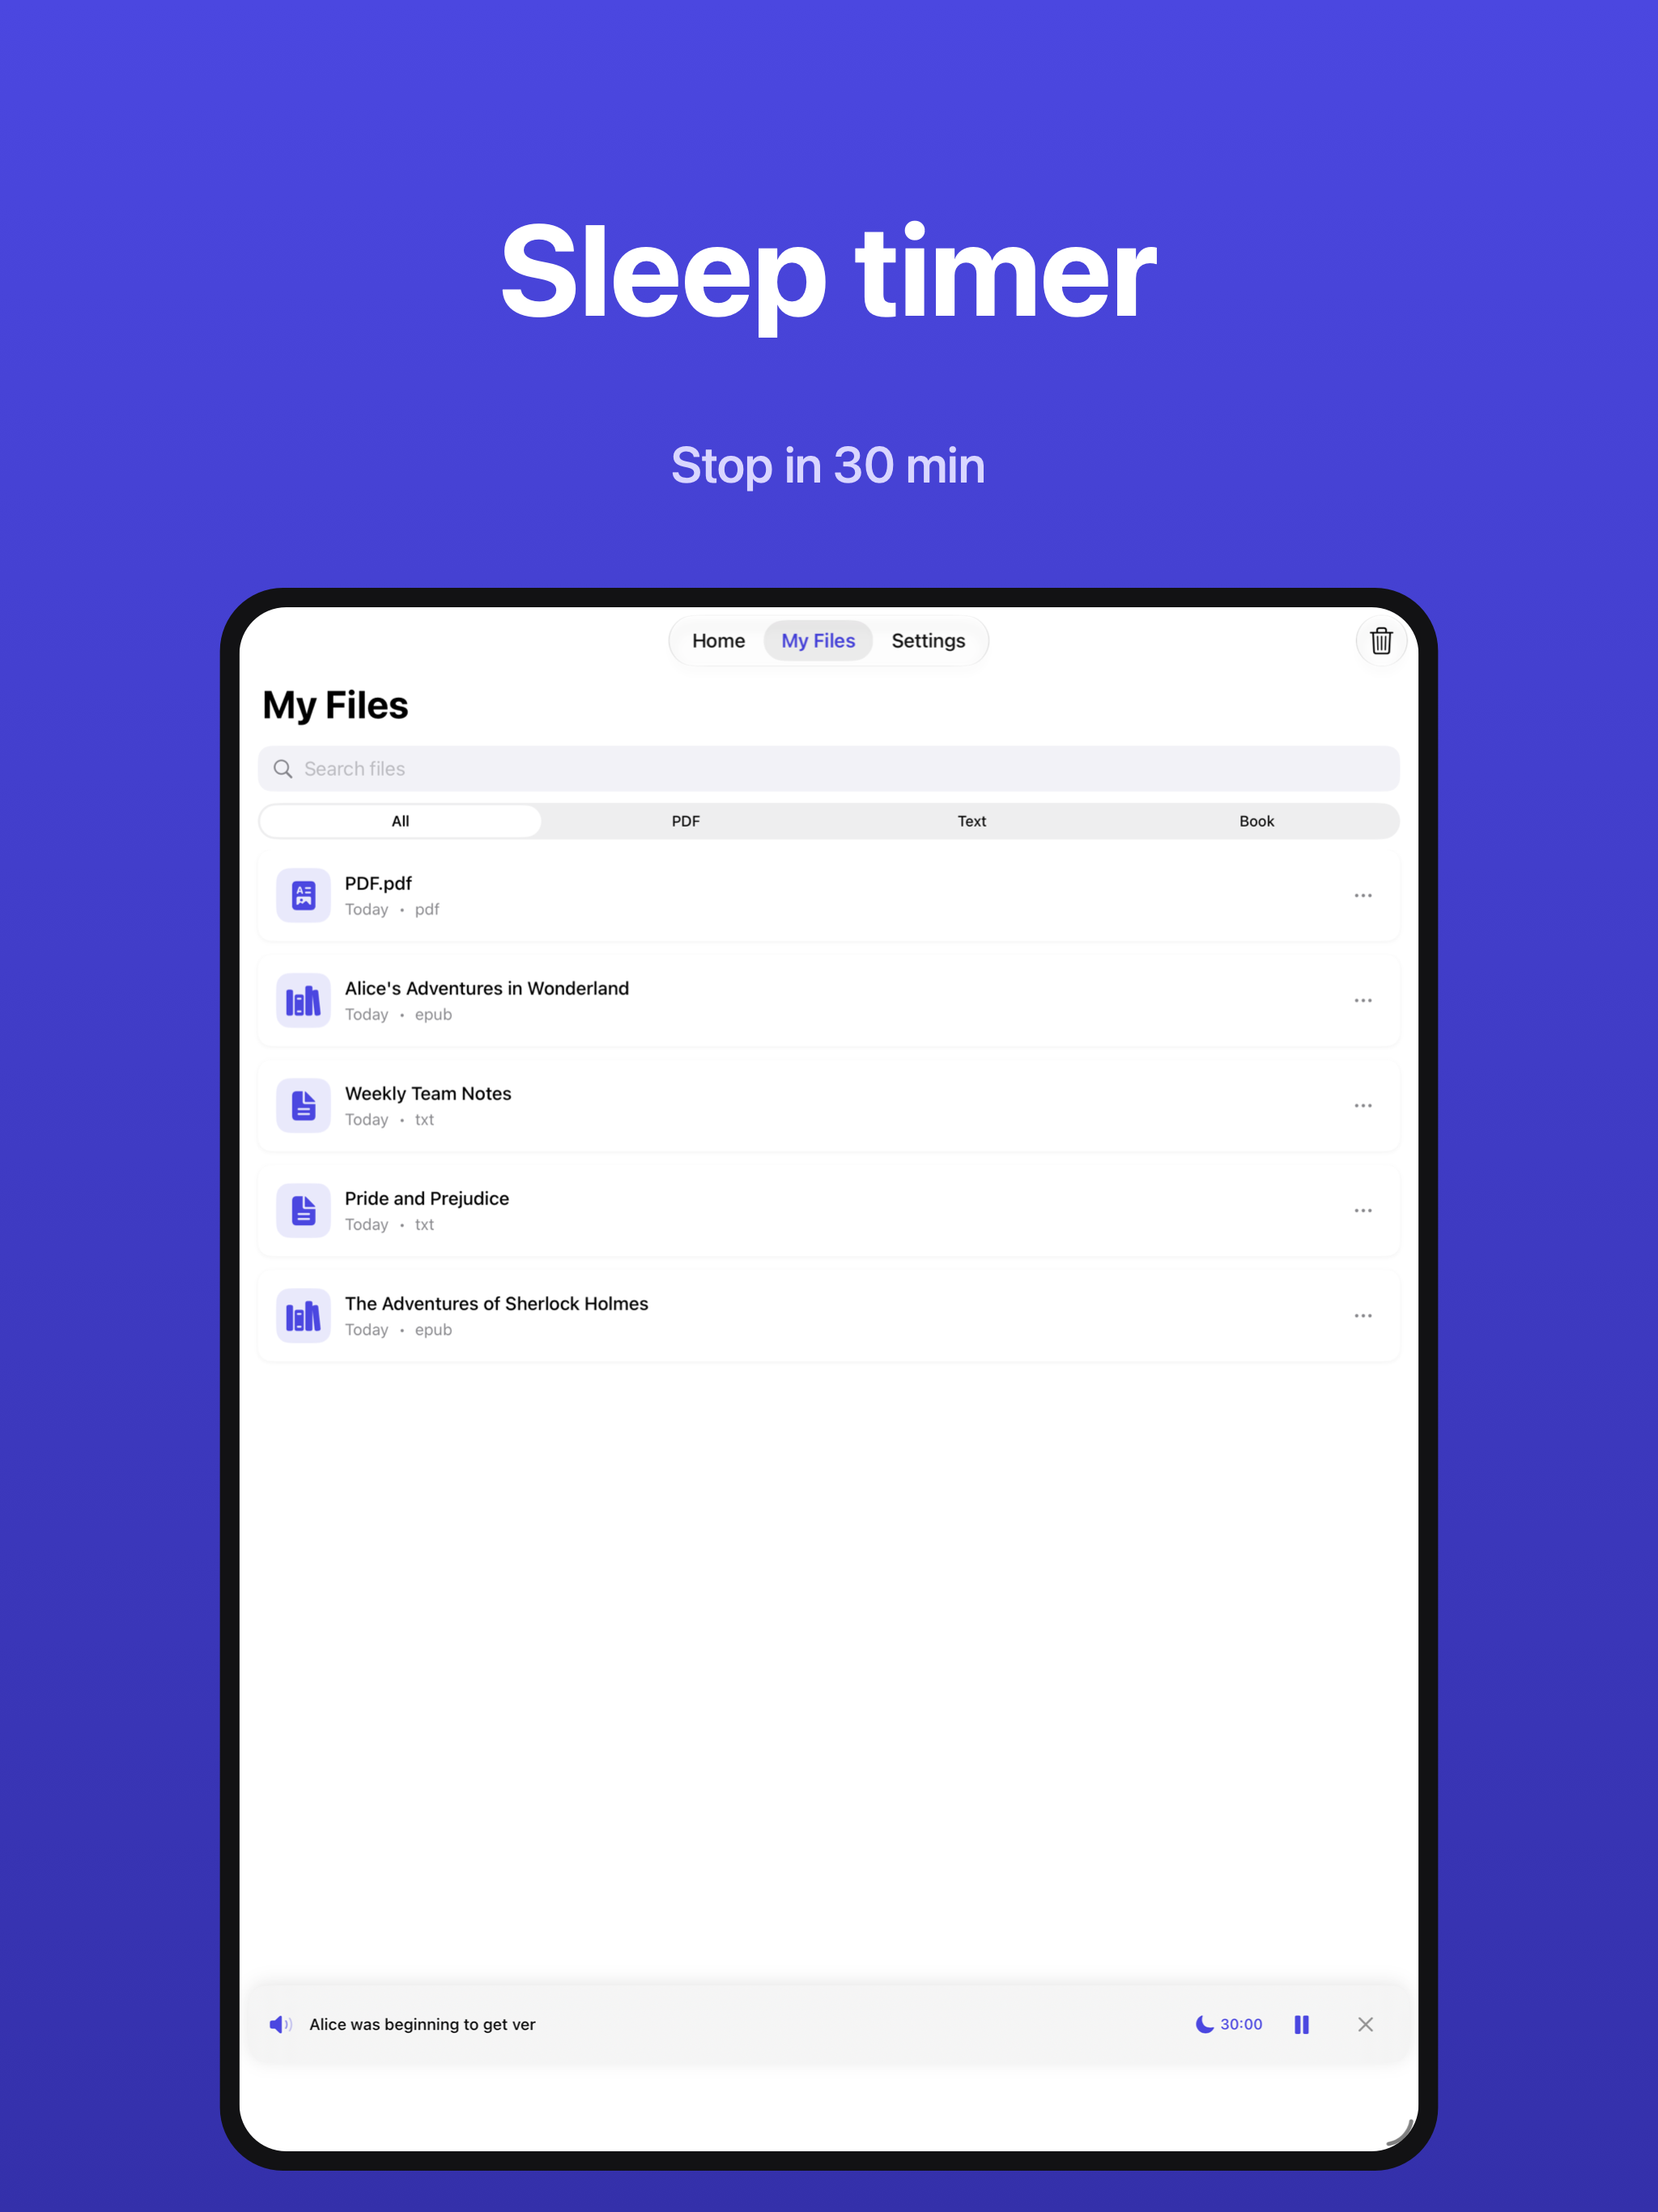 Sleep timer
Stop in 30 min
Home My Files Settings
My Files
Search files
All PDF Text Book
PDF.pdf
Today • pdf
Alice's Adventures in Wonderland
Today • epub
Weekly Team Notes
Today • txt
Pride and Prejudice
Today • txt
The Adventures of Sherlock Holmes
Today • epub
Alice was beginning to get ver 30:00